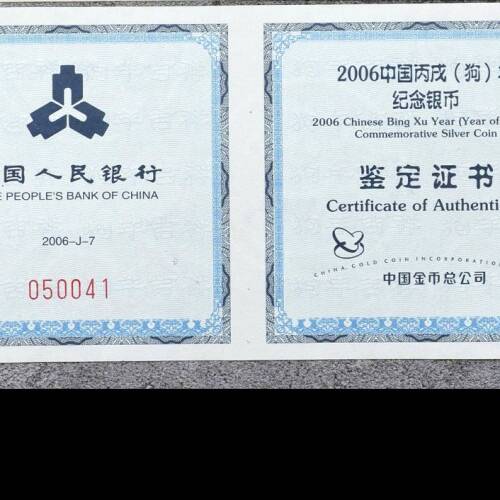 国人民银行
PEOPLE'S BANK OF CHINA
2006-J-7
050041
2006中国丙戌(狗)
纪念银币
2006 Chinese Bing Xu Year (Year of
Commemorative Silver Coin
鉴定证书
Certificate of Authenti
CHINA GOLD COIN INCORPORATION
中国金币总公司